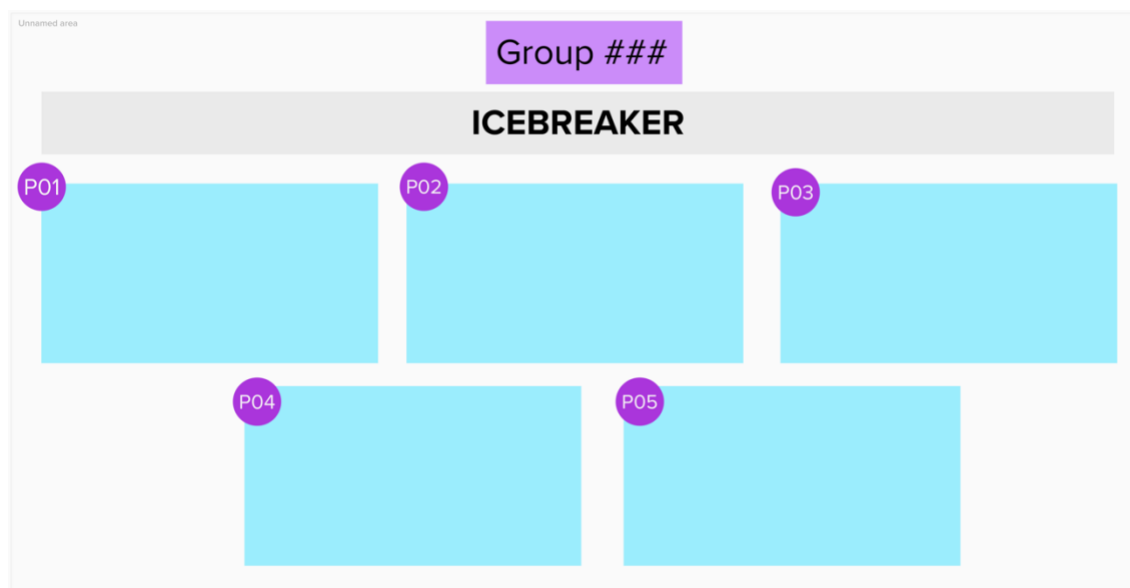 Unnamed area
Group ###
ICEBREAKER
P01
P02
P03
P04
P05